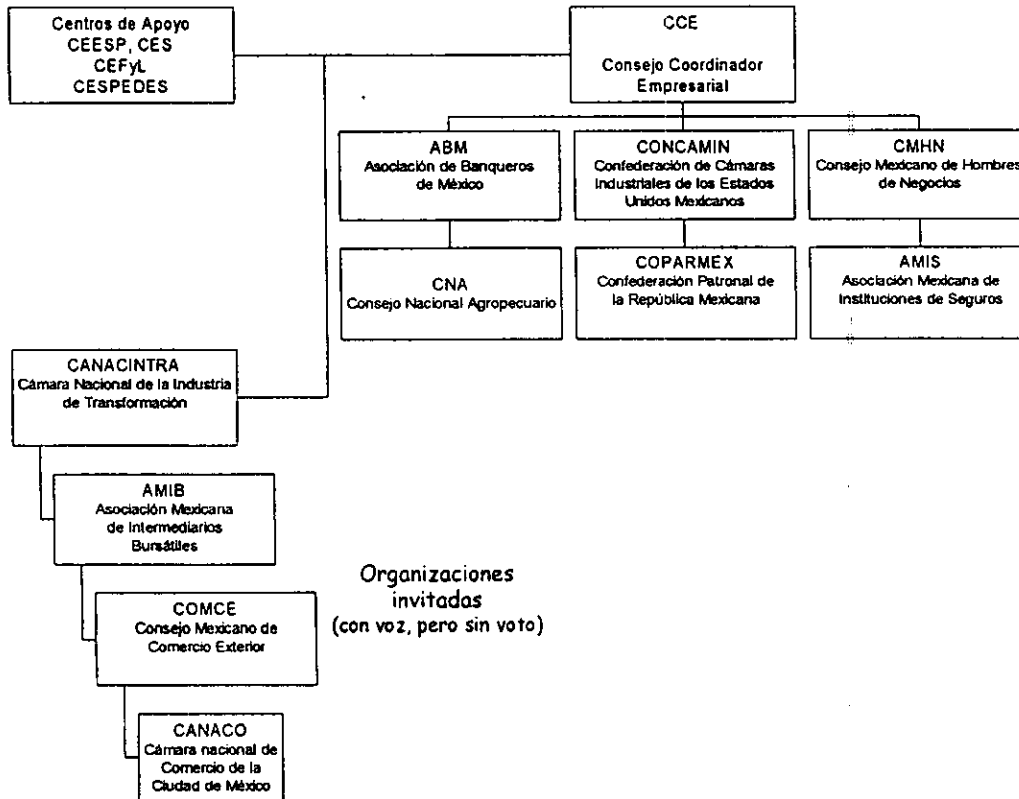 Centros de Apoyo
CEESP, CES
CEFyL
CESPEDES
CCE
Consejo Coordinador
Empresarial
ABM
Asociación de Banqueros
de México
CONCAMIN
Confederación de Cámaras
Industriales de los Estados
Unidos Mexicanos
CMHN
Consejo Mexicano de Hombres
de Negocios
CNA
Consejo Nacional Agropecuario
COPARMEX
Confederación Patronal de
la República Mexicana
AMIS
Asociación Mexicana de
Instituciones de Seguros
CANACINTRA
Cámara Nacional de la Industria
de Transformación
AMIB
Asociación Mexicana
de Intermediarios
Bursátiles
COMCE
Consejo Mexicano de
Comercio Exterior
CANACO
Cámara nacional de
Comercio de la
Ciudad de México
Organizaciones
invitadas
(con voz, pero sin voto)